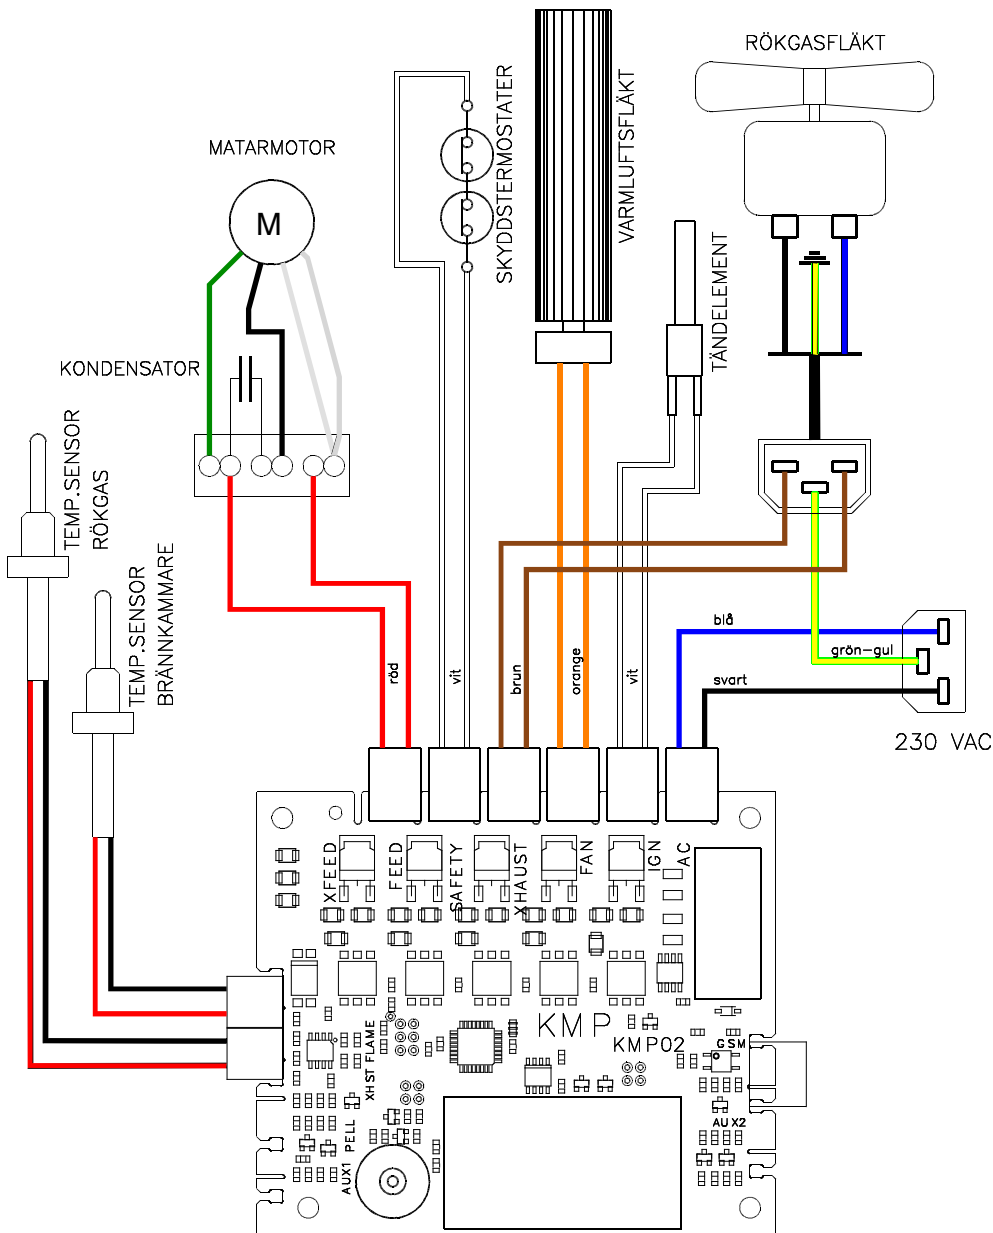 RÖKGASFLÄKT
SKYDDSTERMOSTATER
VARMLUFTSFLÄKT
MATARMOTOR
M
TÄNDELEMENT
KONDENSATOR
TEMP.SENSOR
RÖKGAS
TEMP.SENSOR
BRÄNNKAMMARE
blå
grön-gul
svart
röd
vit
brun
orange
vit
230 VAC
XFEED
FEED
SAFETY
XHAUST
FAN
IGN
AC
KMP
KMP02
GSM
XHST FLAME
AUX2
PELL
AUX1